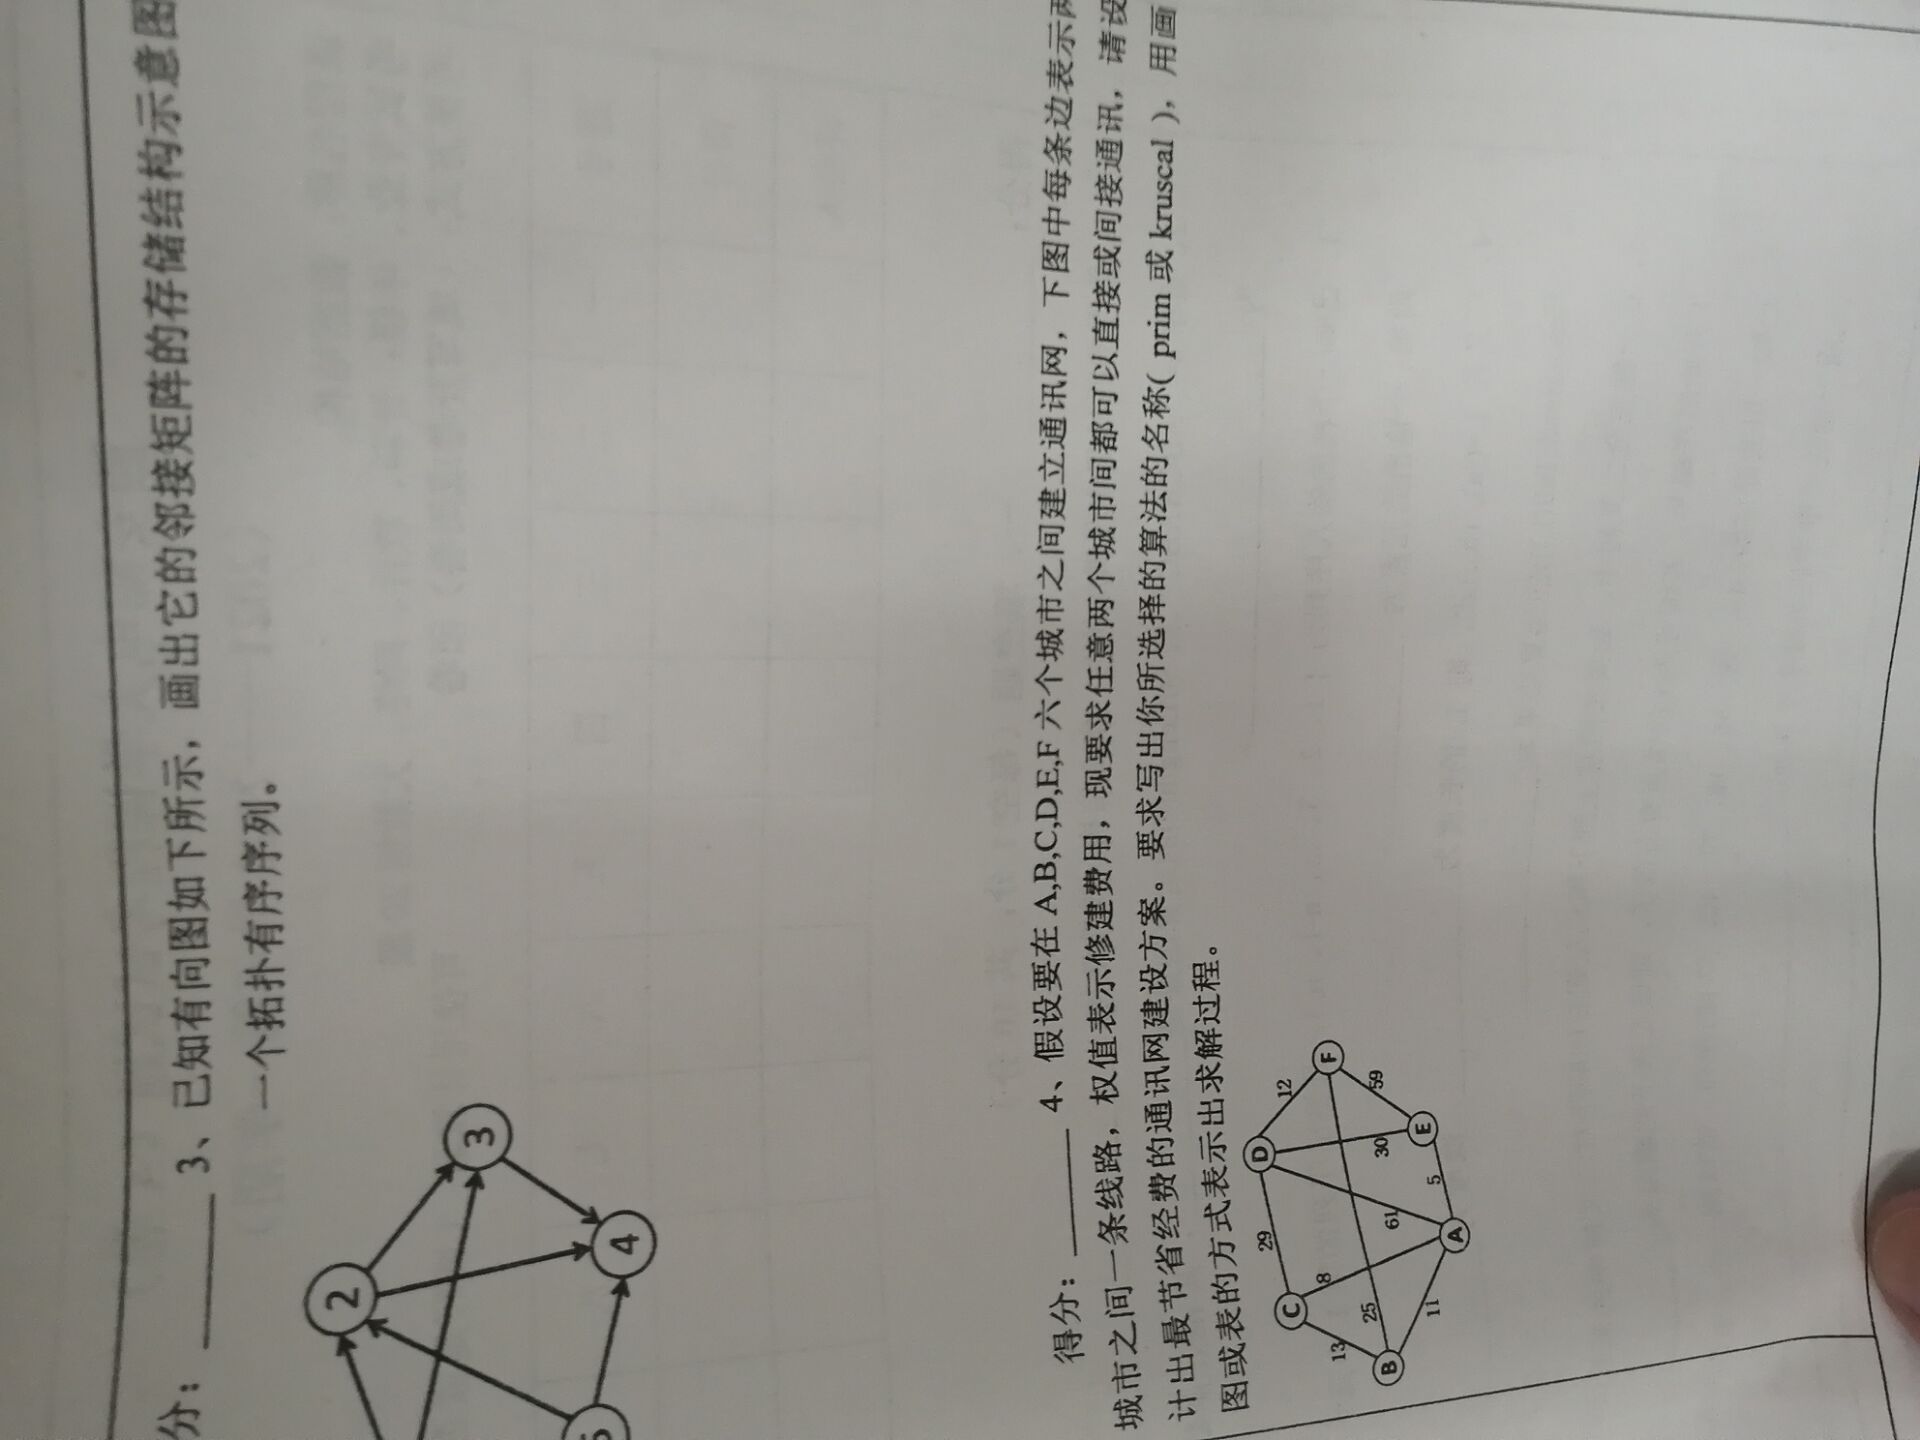 分： 3、已知有向图如下所示，画出它的邻接矩阵的存储结构示意图
一个拓扑有序序列。
2
3
4
得分： 4、假设要在 A,B,C,D,E,F 六个城市之间建立通讯网，下图中每条边表示两
城市之间一条线路，权值表示修建费用，现要求任意两个城市间都可以直接或间接通讯，请设
计出最节省经费的通讯网建设方案。要求写出你所选择的算法的名称( prim 或 kruscal )，用画
图或表的方式表示出求解过程。
C 29 D 12 F
13 8 25 61 30 59
B 11 A 5 E